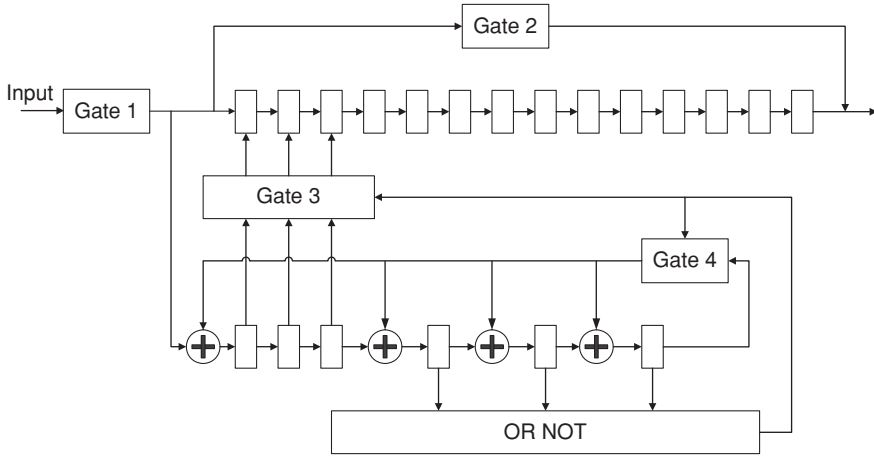 Gate 2
Input
Gate 1
Gate 3
Gate 4
OR NOT